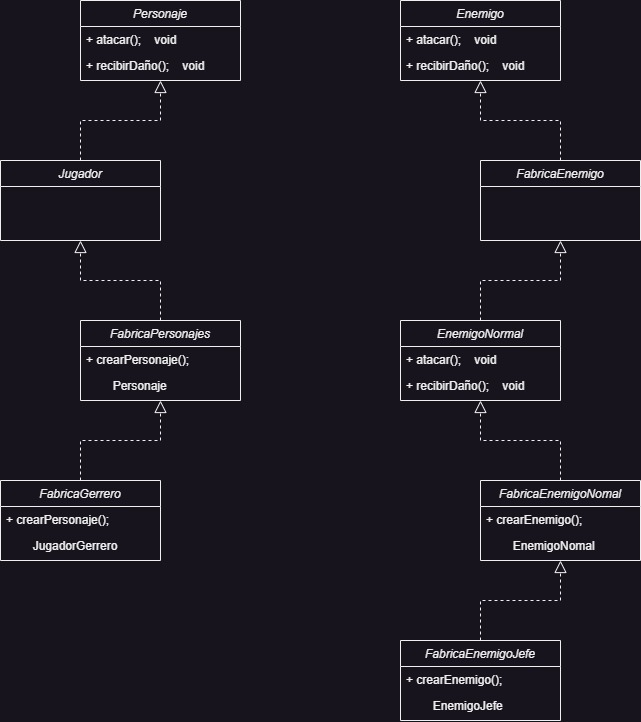 Personaje
+ atacar(); void
+ recibirDaño(); void
Enemigo
+ atacar(); void
+ recibirDaño(); void
Jugador
FabricaEnemigo
FabricaPersonajes
+ crearPersonaje();
Personaje
EnemigoNormal
+ atacar(); void
+ recibirDaño(); void
FabricaGerrero
+ crearPersonaje();
JugadorGerrero
FabricaEnemigoNomal
+ crearEnemigo();
EnemigoNomal
FabricaEnemigoJefe
+ crearEnemigo();
EnemigoJefe